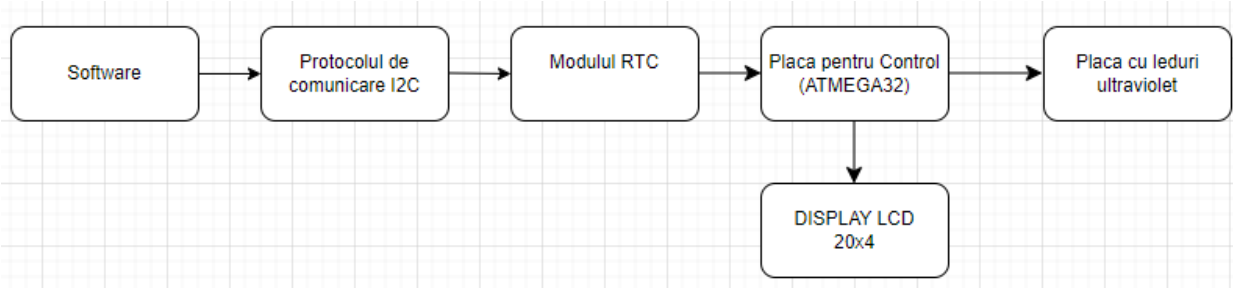 Software
Protocolul de
comunicare I2C
Modulul RTC
Placa pentru Control
(ATMEGA32)
Placa cu leduri
ultraviolet
DISPLAY LCD
20x4